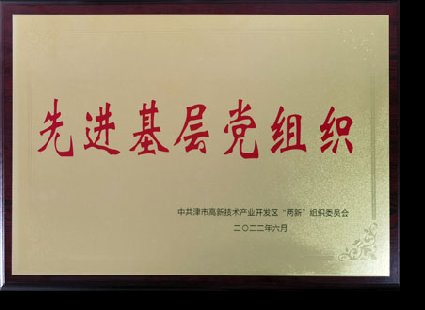 先进基层党组织
中共津市高新技术产业开发区“两新”组织委员会
二〇二二年六月